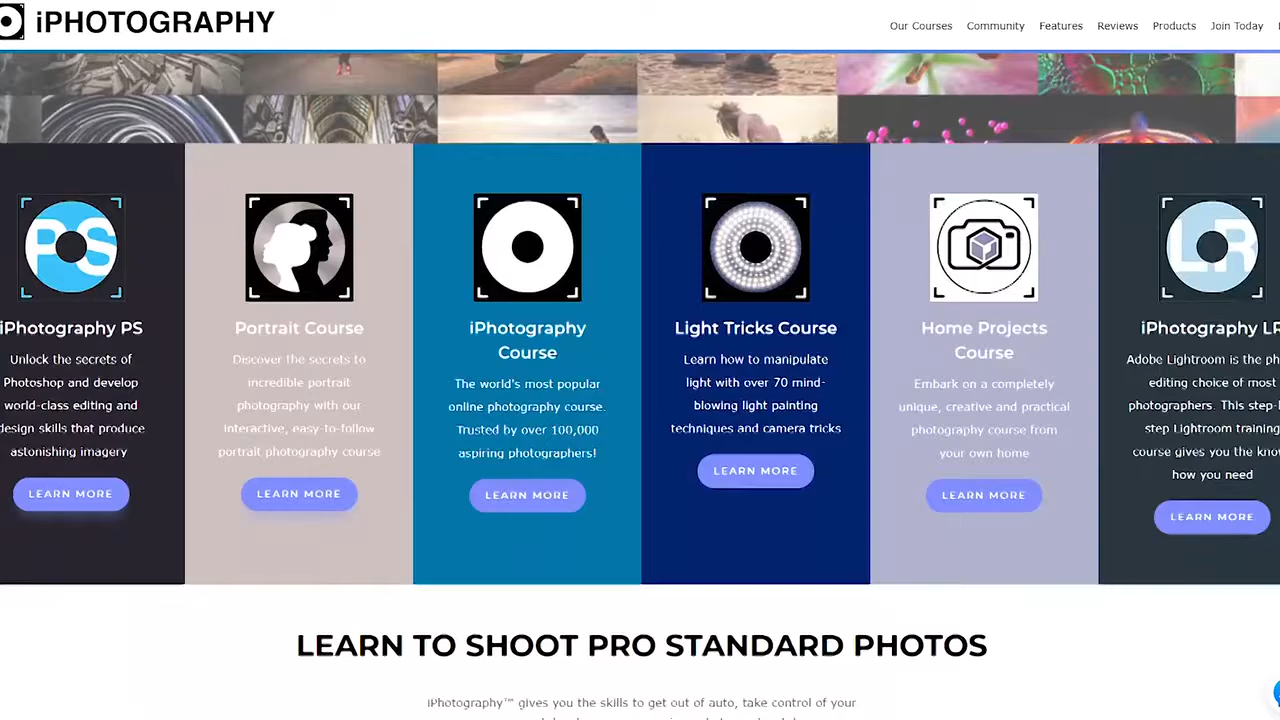 iPHOTOGRAPHY
Our Courses
Community
Features
Reviews
Products
Join Today
PS
iPhotography PS
Unlock the secrets of
Photoshop and develop
world-class editing and
design skills that produce
astonishing imagery
LEARN MORE
Portrait Course
Discover the secrets to
incredible portrait
photography with our
interactive, easy-to-follow
portrait photography course
LEARN MORE
iPhotography
Course
The world's most popular
online photography course.
Trusted by over 100,000
aspiring photographers!
LEARN MORE
Light Tricks Course
Learn how to manipulate
light with over 70 mind-
blowing light painting
techniques and camera tricks
LEARN MORE
Home Projects
Course
Embark on a completely
unique, creative and practical
photography course from
your own home
LEARN MORE
LR
iPhotography LR
Adobe Lightroom is the
editing choice of most
photographers. This step-
step Lightroom training
course gives you the
how you need
LEARN MORE
LEARN TO SHOOT PRO STANDARD PHOTOS
iPhotography™ gives you the skills to get out of auto, take control of your